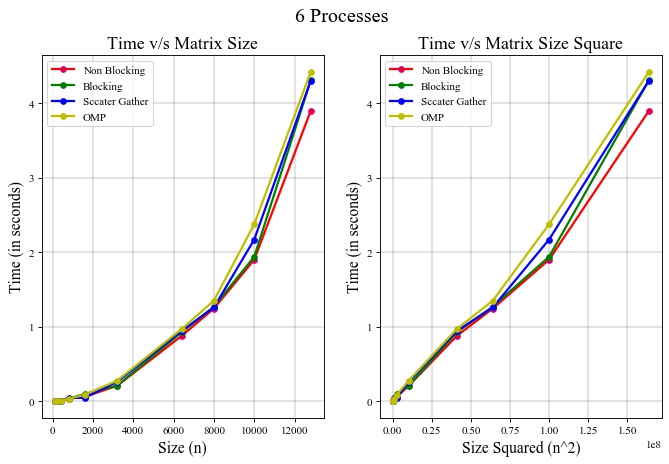 6 Processes
Time v/s Matrix Size
Time (in seconds)
4
3
2
1
0
Non Blocking
Blocking
Sccater Gather
OMP
0 2000 4000 6000 8000 10000 12000
Size (n)
Time v/s Matrix Size Square
Time (in seconds)
4
3
2
1
0
Non Blocking
Blocking
Sccater Gather
OMP
0.00 0.25 0.50 0.75 1.00 1.25 1.50
1e8
Size Squared (n^2)